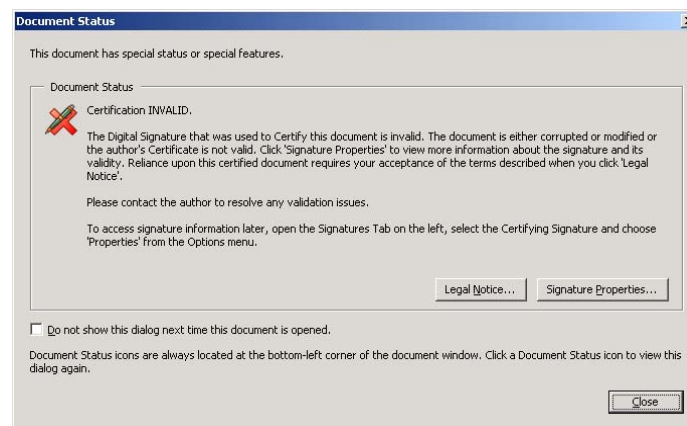 Document Status
This document has special status or special features.
Document Status
Certification INVALID.
The Digital Signature that was used to Certify this document is invalid. The document is either corrupted or modified or
the author's Certificate is not valid. Click 'Signature Properties' to view more information about the signature and its
validity. Reliance upon this certified document requires your acceptance of the terms described when you click 'Legal
Notice'.
Please contact the author to resolve any validation issues.
To access signature information later, open the Signatures Tab on the left, select the Certifying Signature and choose
'Properties' from the Options menu.
Legal Notice...
Signature Properties...
Do not show this dialog next time this document is opened.
Document Status icons are always located at the bottom-left corner of the document window. Click a Document Status icon to view this
dialog again.
Close